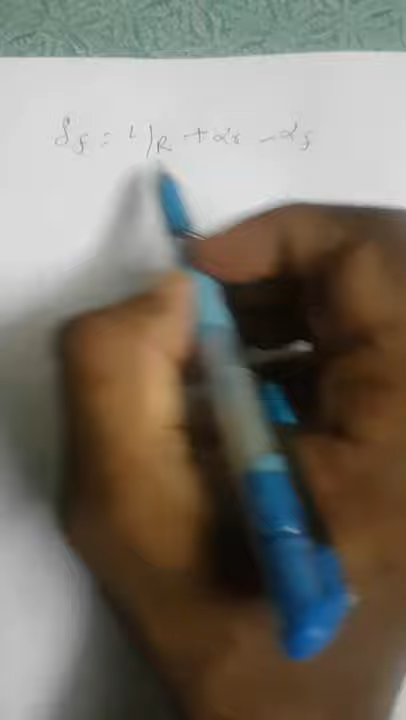 δf = L/R + αr - αf